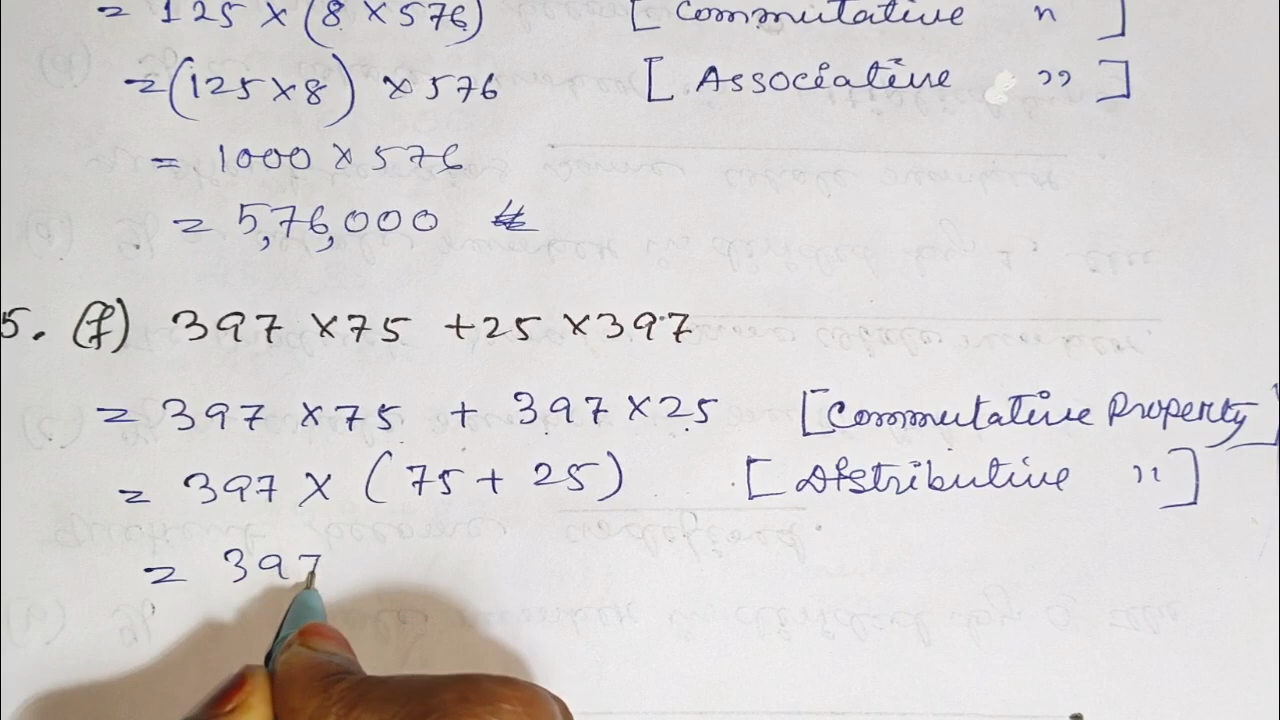 = 125 × (8 × 576) [Commutative "]
= (125 × 8) × 576 [Associative "]
= 1000 × 576
= 5,76,000
5. (f) 397 × 75 + 25 × 397
= 397 × 75 + 397 × 25 [Commutative Property]
= 397 × (75 + 25) [Distributive "]
= 397